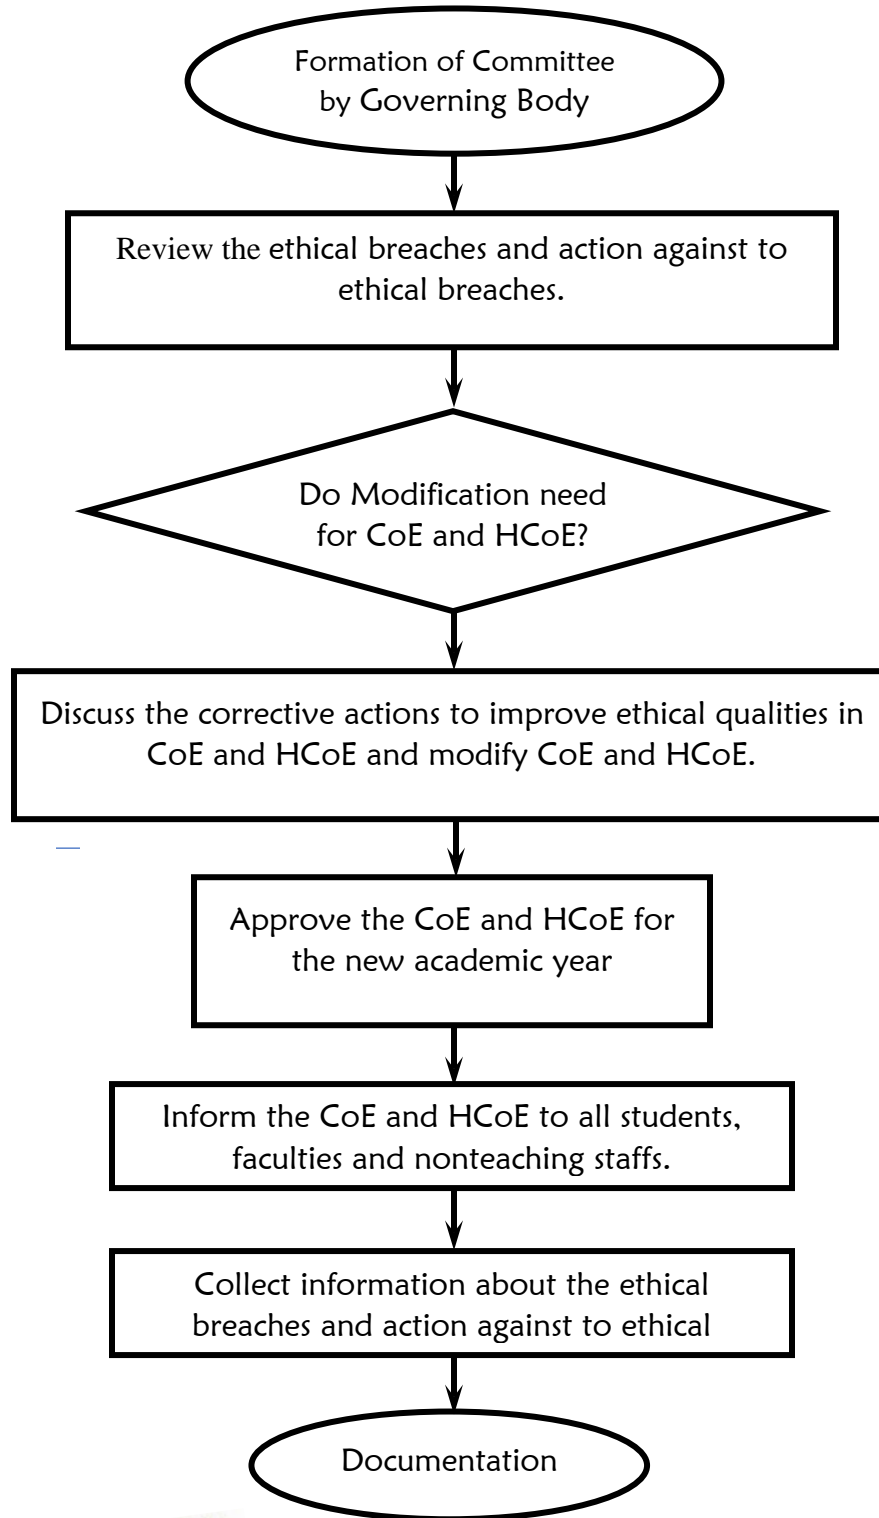 Formation of Committee
by Governing Body
Review the ethical breaches and action against to
ethical breaches.
Do Modification need
for CoE and HCoE?
Discuss the corrective actions to improve ethical qualities in
CoE and HCoE and modify CoE and HCoE.
Approve the CoE and HCoE for
the new academic year
Inform the CoE and HCoE to all students,
faculties and nonteaching staffs.
Collect information about the ethical
breaches and action against to ethical
Documentation